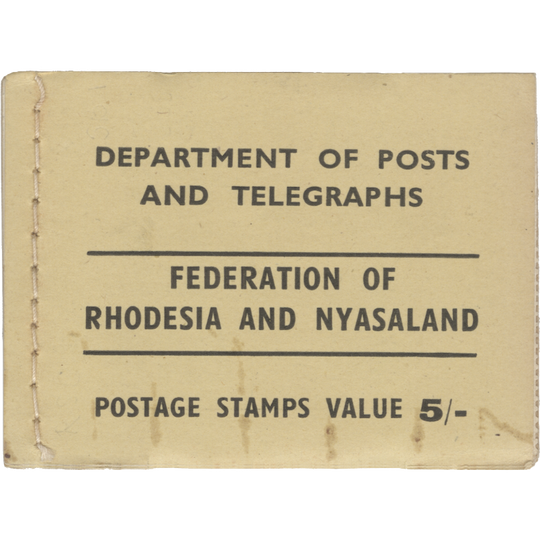 DEPARTMENT OF POSTS
AND TELEGRAPHS
FEDERATION OF
RHODESIA AND NYASALAND
POSTAGE STAMPS VALUE 5/-